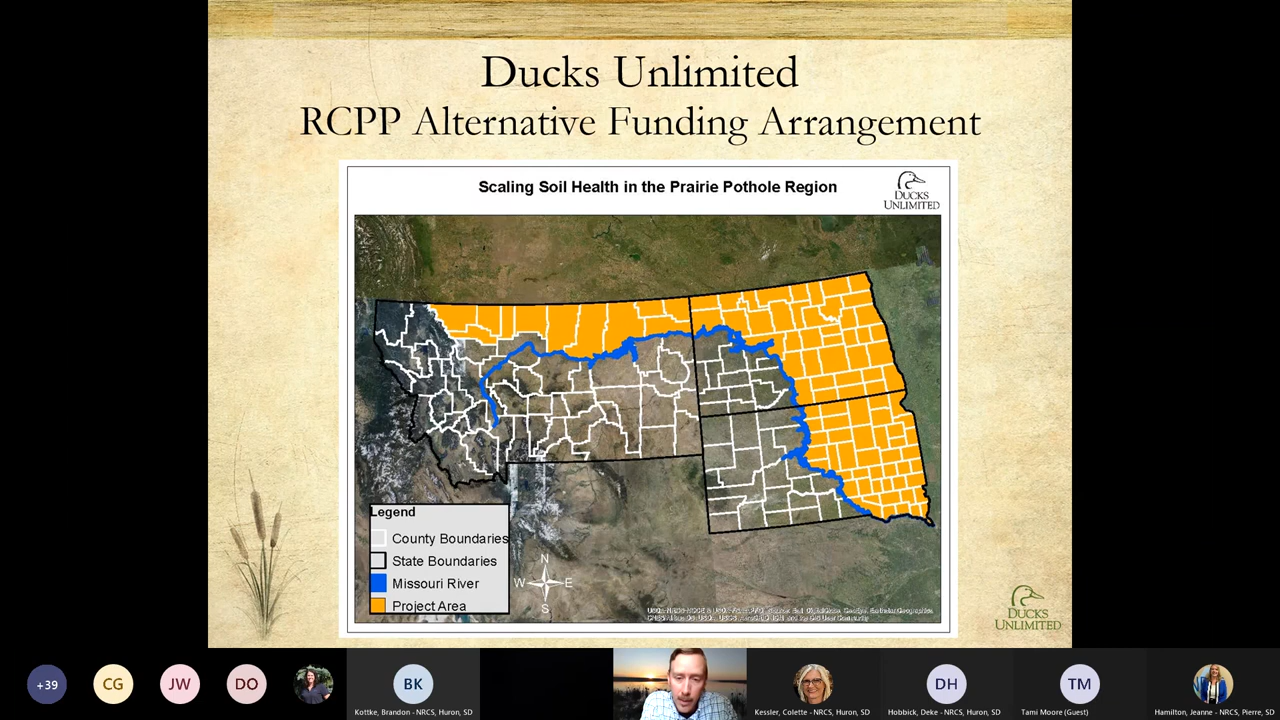 Ducks Unlimited
RCPP Alternative Funding Arrangement
Scaling Soil Health in the Prairie Pothole Region
DUCKS
UNLIMITED
Legend
County Boundaries
State Boundaries
Missouri River
Project Area
N
W
E
S
DUCKS
UNLIMITED
+39
CG
JW
DO
BK
DH
TM
Kottke, Brandon - NRCS, Huron, SD
Kessler, Colette - NRCS, Huron, SD
Hobbick, Deke - NRCS, Huron, SD
Tami Moore (Guest)
Hamilton, Jeanne - NRCS, Pierre, SD